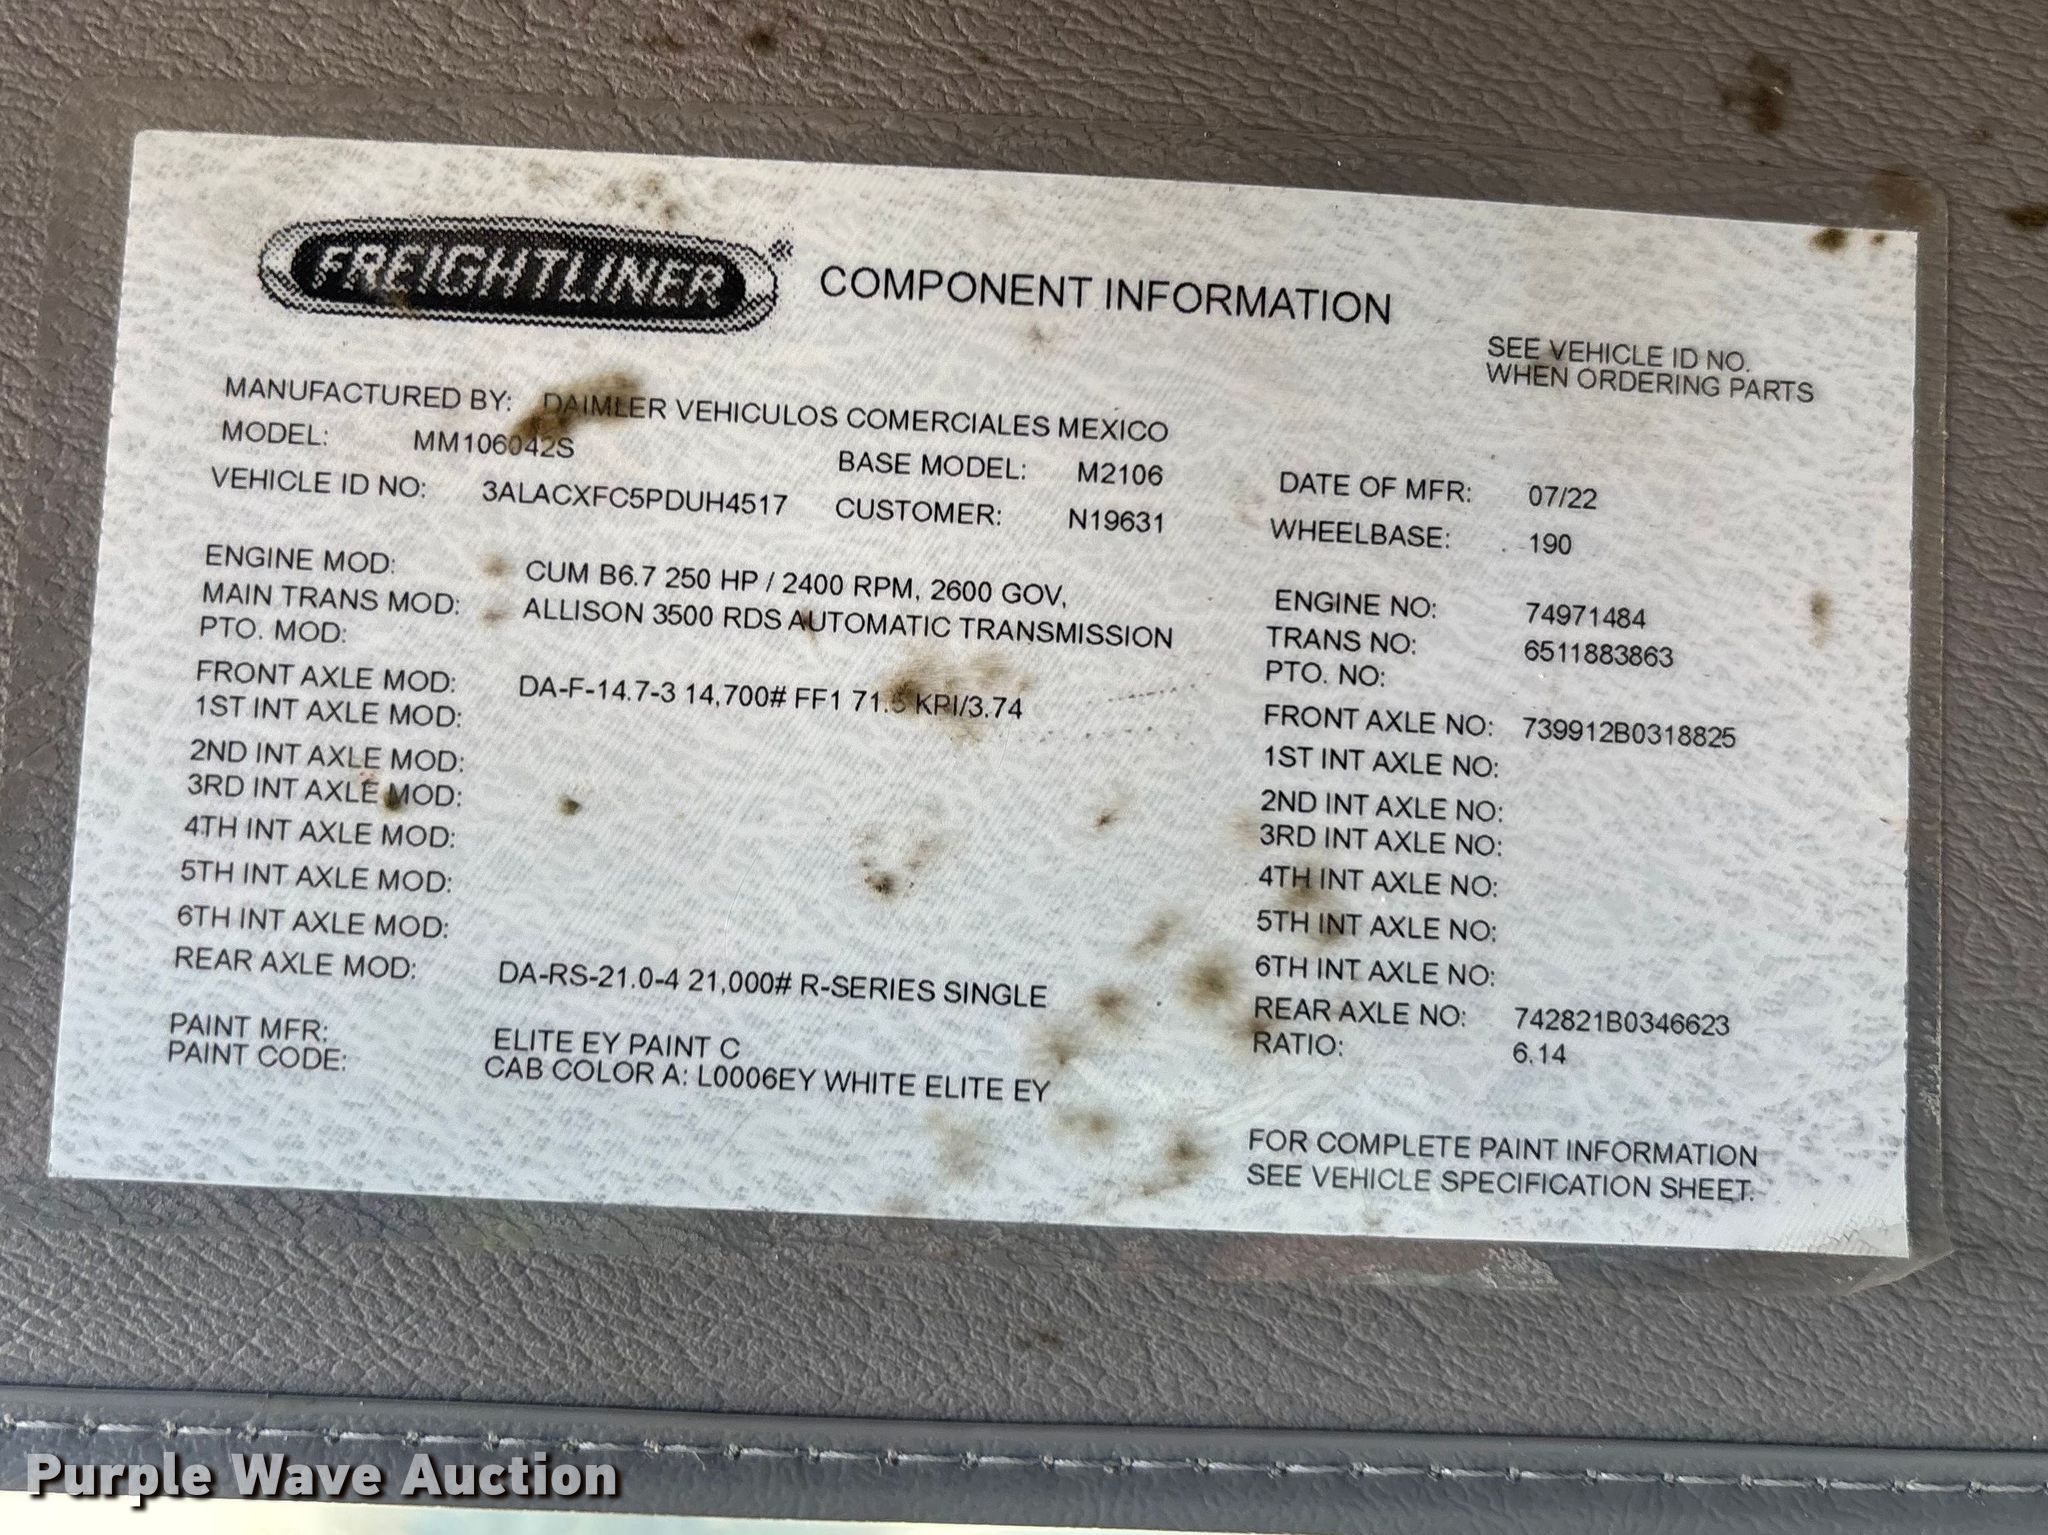 FREIGHTLINER
COMPONENT INFORMATION
SEE VEHICLE ID NO.
WHEN ORDERING PARTS
MANUFACTURED BY: DAIMLER VEHICULOS COMERCIALES MEXICO
MODEL: MM106042S BASE MODEL: M2106 DATE OF MFR: 07/22
VEHICLE ID NO: 3ALACXFC5PDUH4517 CUSTOMER: N19631 WHEELBASE: 190
ENGINE MOD: CUM B6.7 250 HP / 2400 RPM, 2600 GOV, ENGINE NO: 74971484
MAIN TRANS MOD: ALLISON 3500 RDS AUTOMATIC TRANSMISSION TRANS NO: 6511883863
PTO. MOD: PTO. NO:
FRONT AXLE MOD: DA-F-14.7-3 14,700# FF1 71.5 KPI/3.74 FRONT AXLE NO: 739912B0318825
1ST INT AXLE MOD: 1ST INT AXLE NO:
2ND INT AXLE MOD: 2ND INT AXLE NO:
3RD INT AXLE MOD: 3RD INT AXLE NO:
4TH INT AXLE MOD: 4TH INT AXLE NO:
5TH INT AXLE MOD: 5TH INT AXLE NO:
6TH INT AXLE MOD: 6TH INT AXLE NO:
REAR AXLE MOD: DA-RS-21.0-4 21,000# R-SERIES SINGLE REAR AXLE NO: 742821B0346623
RATIO: 6.14
PAINT MFR: ELITE EY PAINT C
PAINT CODE: CAB COLOR A: L0006EY WHITE ELITE EY
FOR COMPLETE PAINT INFORMATION
SEE VEHICLE SPECIFICATION SHEET.
Purple Wave Auction